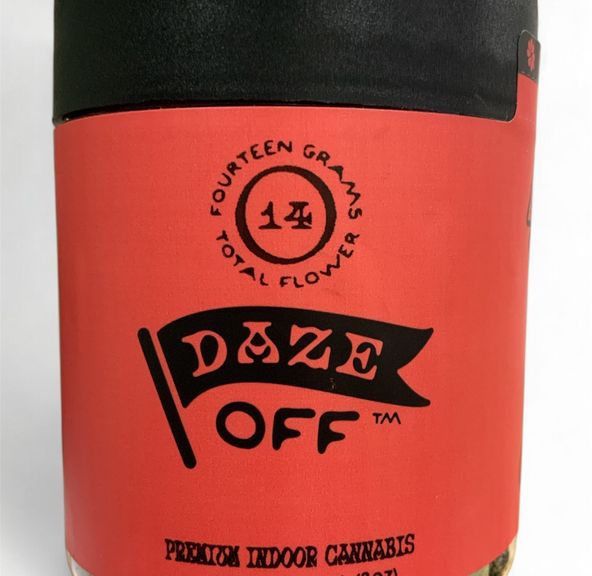 FOURTEEN GRAMS
14
TOTAL FLOWER
DAZE
OFF™
PREMIUM INDOOR CANNABIS